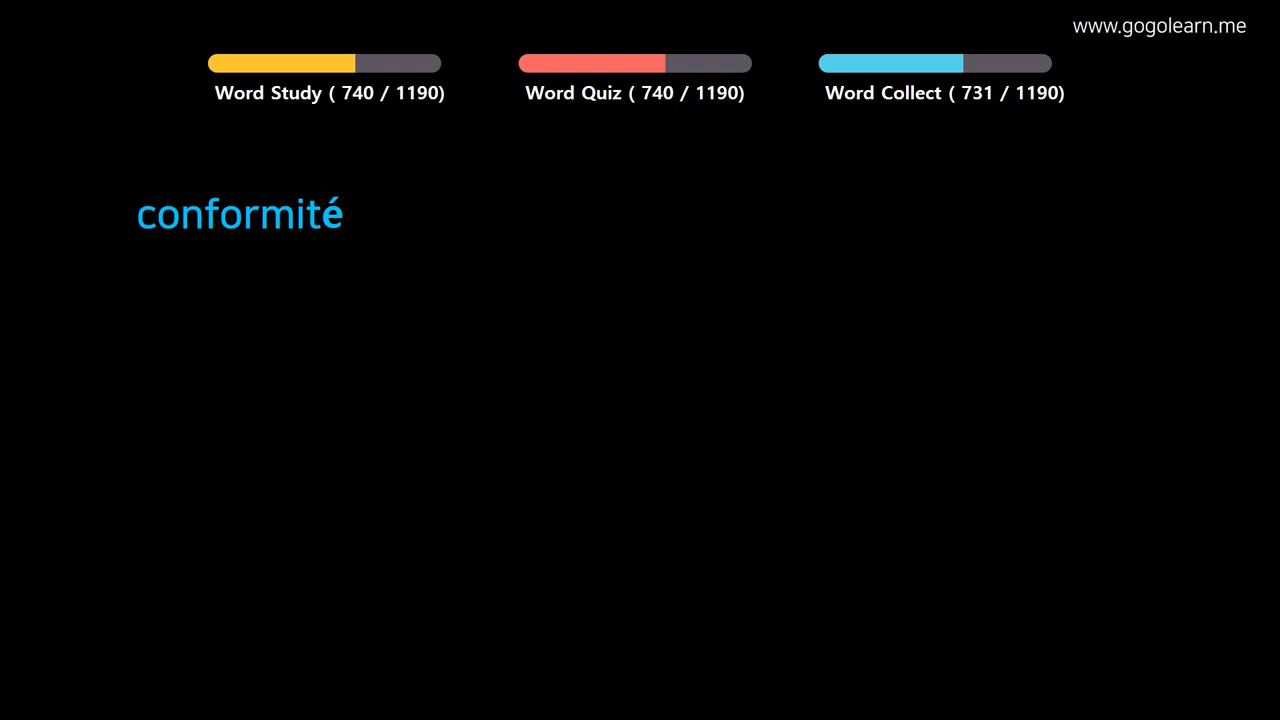 www.gogolearn.me
Word Study ( 740 / 1190)
Word Quiz ( 740 / 1190)
Word Collect ( 731 / 1190)
conformité